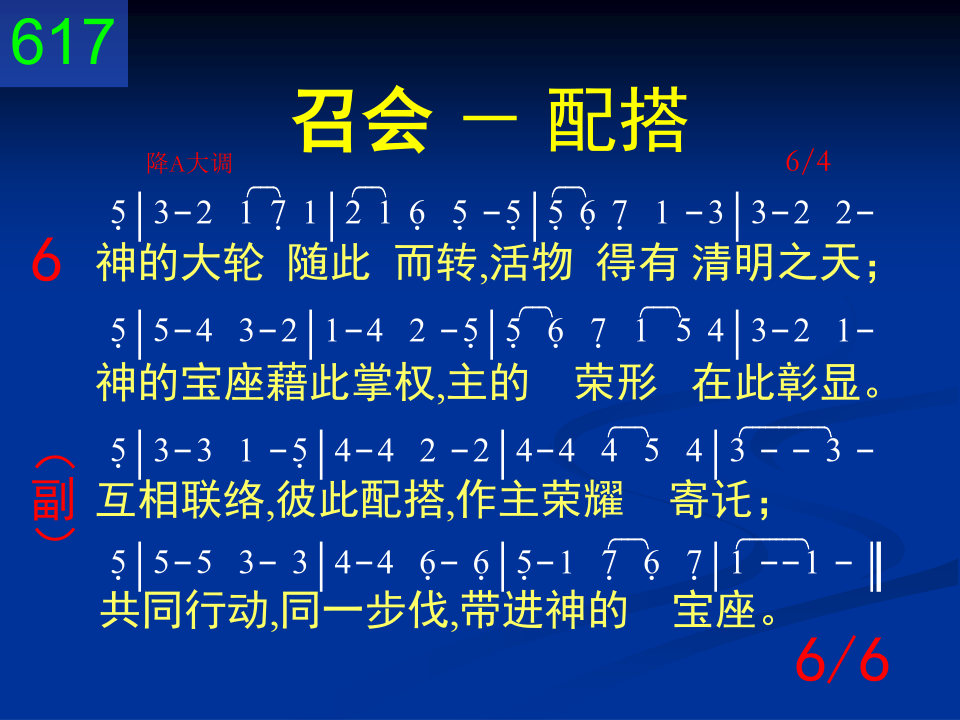 617
召会 － 配搭
降A大调 6/4
5̣|3-2 1 7̣ 1|2 1 6̣ 5̣ -5̣|5̣ 6̣ 7̣ 1 -3|3-2 2-
6 神的大轮 随此 而转,活物 得有 清明之天;
5̣|5-4 3-2|1-4 2 -5̣|5̣ 6̣ 7̣ 1 5 4|3-2 1-
神的宝座藉此掌权,主的 荣形 在此彰显。
5̣|3-3 1 -5̣|4-4 2 -2|4-4 4 5 4|3 - - 3 -
（副） 互相联络,彼此配搭,作主荣耀 寄托;
5̣|5-5 3- 3|4-4 6̣- 6̣|5̣-1 7̣ 6̣ 7̣|1 --1 -‖
共同行动,同一步伐,带进神的 宝座。
6/6